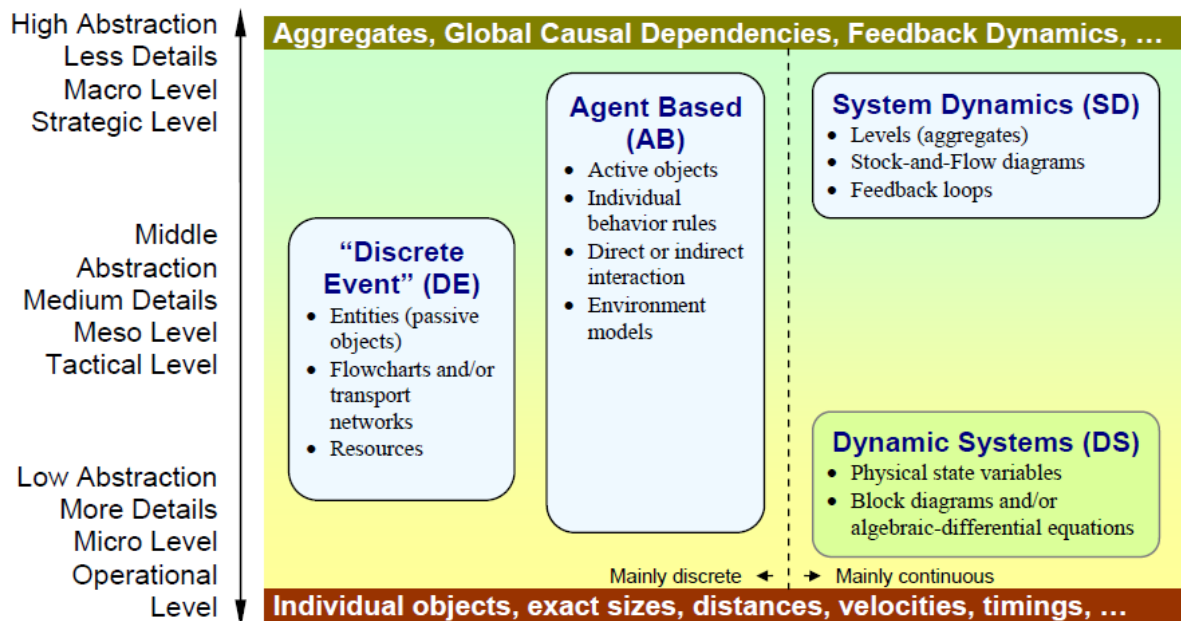 High Abstraction
Less Details
Macro Level
Strategic Level
Middle
Abstraction
Medium Details
Meso Level
Tactical Level
Low Abstraction
More Details
Micro Level
Operational
Level
Aggregates, Global Causal Dependencies, Feedback Dynamics, …
“Discrete
Event” (DE)
• Entities (passive
objects)
• Flowcharts and/or
transport
networks
• Resources
Agent Based
(AB)
• Active objects
• Individual
behavior rules
• Direct or indirect
interaction
• Environment
models
System Dynamics (SD)
• Levels (aggregates)
• Stock-and-Flow diagrams
• Feedback loops
Dynamic Systems (DS)
• Physical state variables
• Block diagrams and/or
algebraic-differential equations
Mainly discrete
Mainly continuous
Individual objects, exact sizes, distances, velocities, timings, …